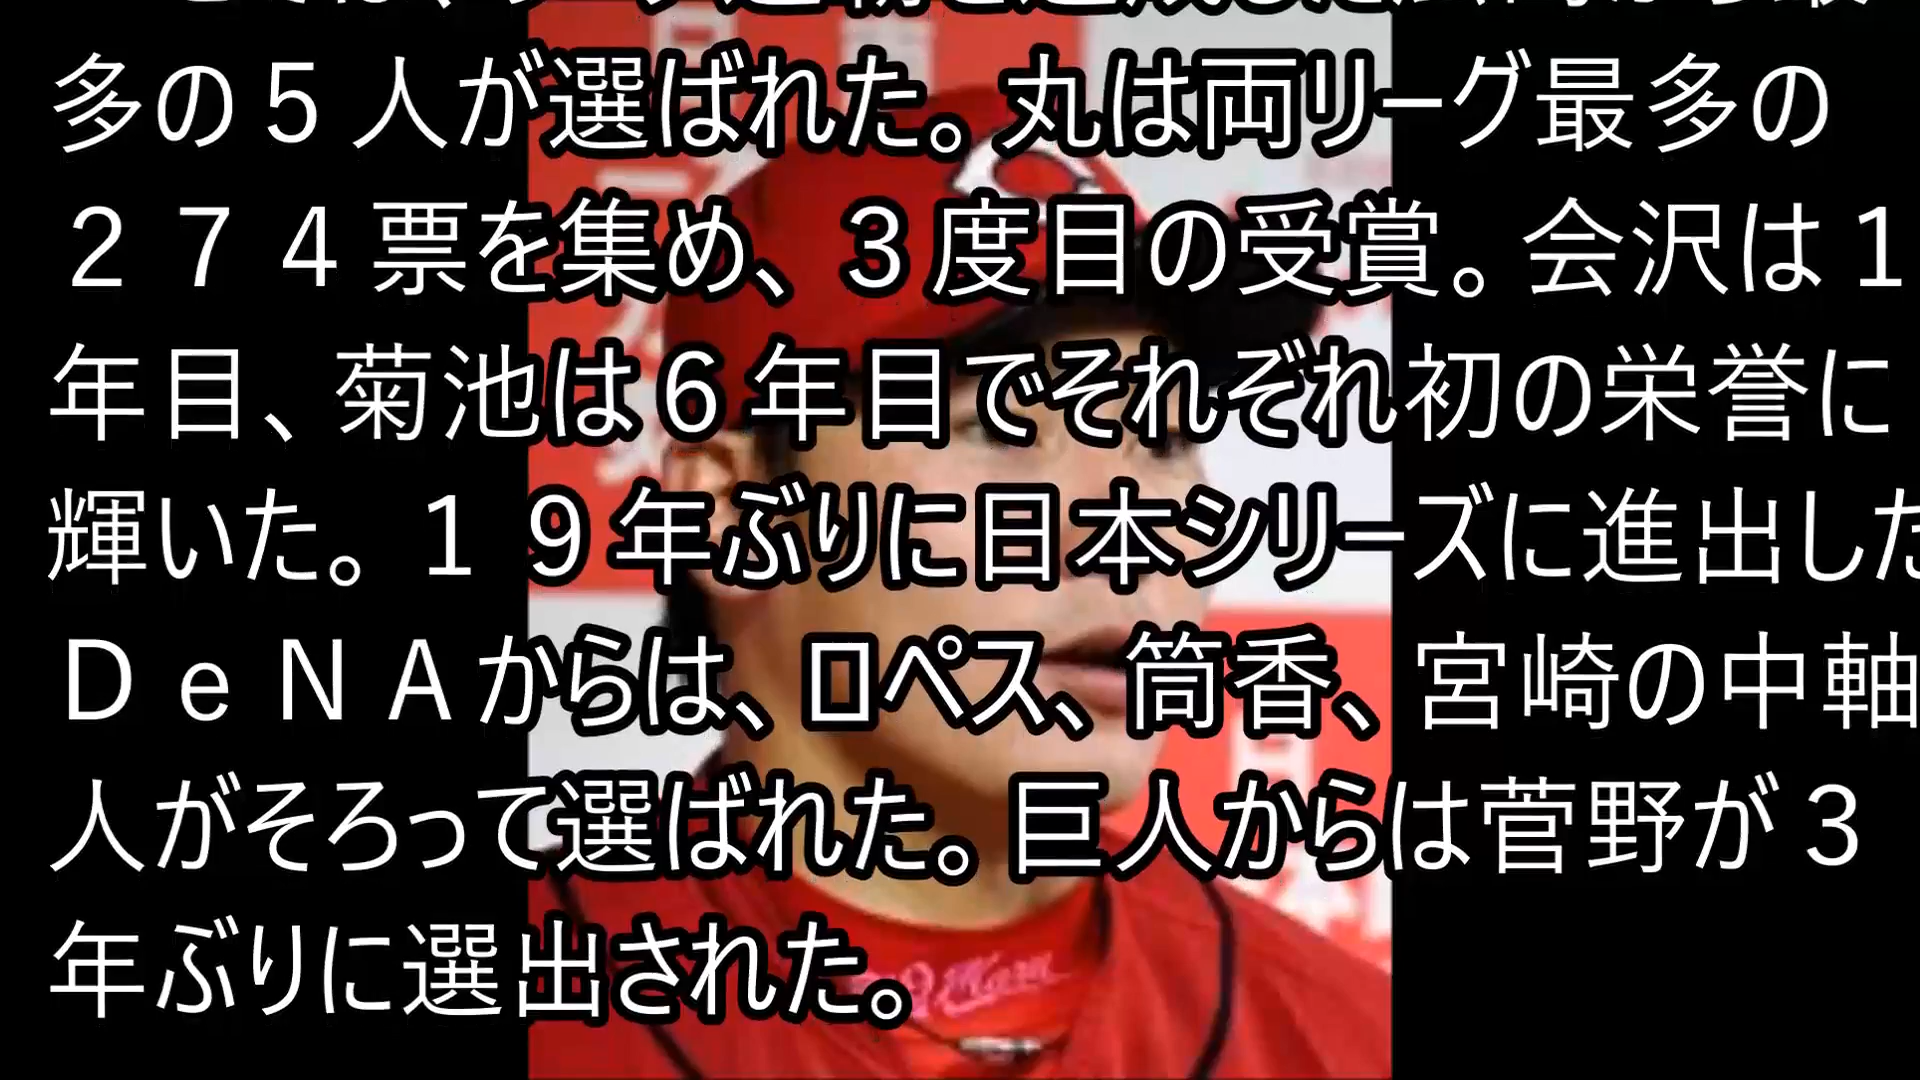 多の５人が選ばれた。丸は両リーグ最多の
２７４票を集め、３度目の受賞。会沢は１
年目、菊池は６年目でそれぞれ初の栄誉に
輝いた。１９年ぶりに日本シリーズに進出した
ＤｅＮＡからは、ロペス、筒香、宮崎の中軸
人がそろって選ばれた。巨人からは菅野が３
年ぶりに選出された。